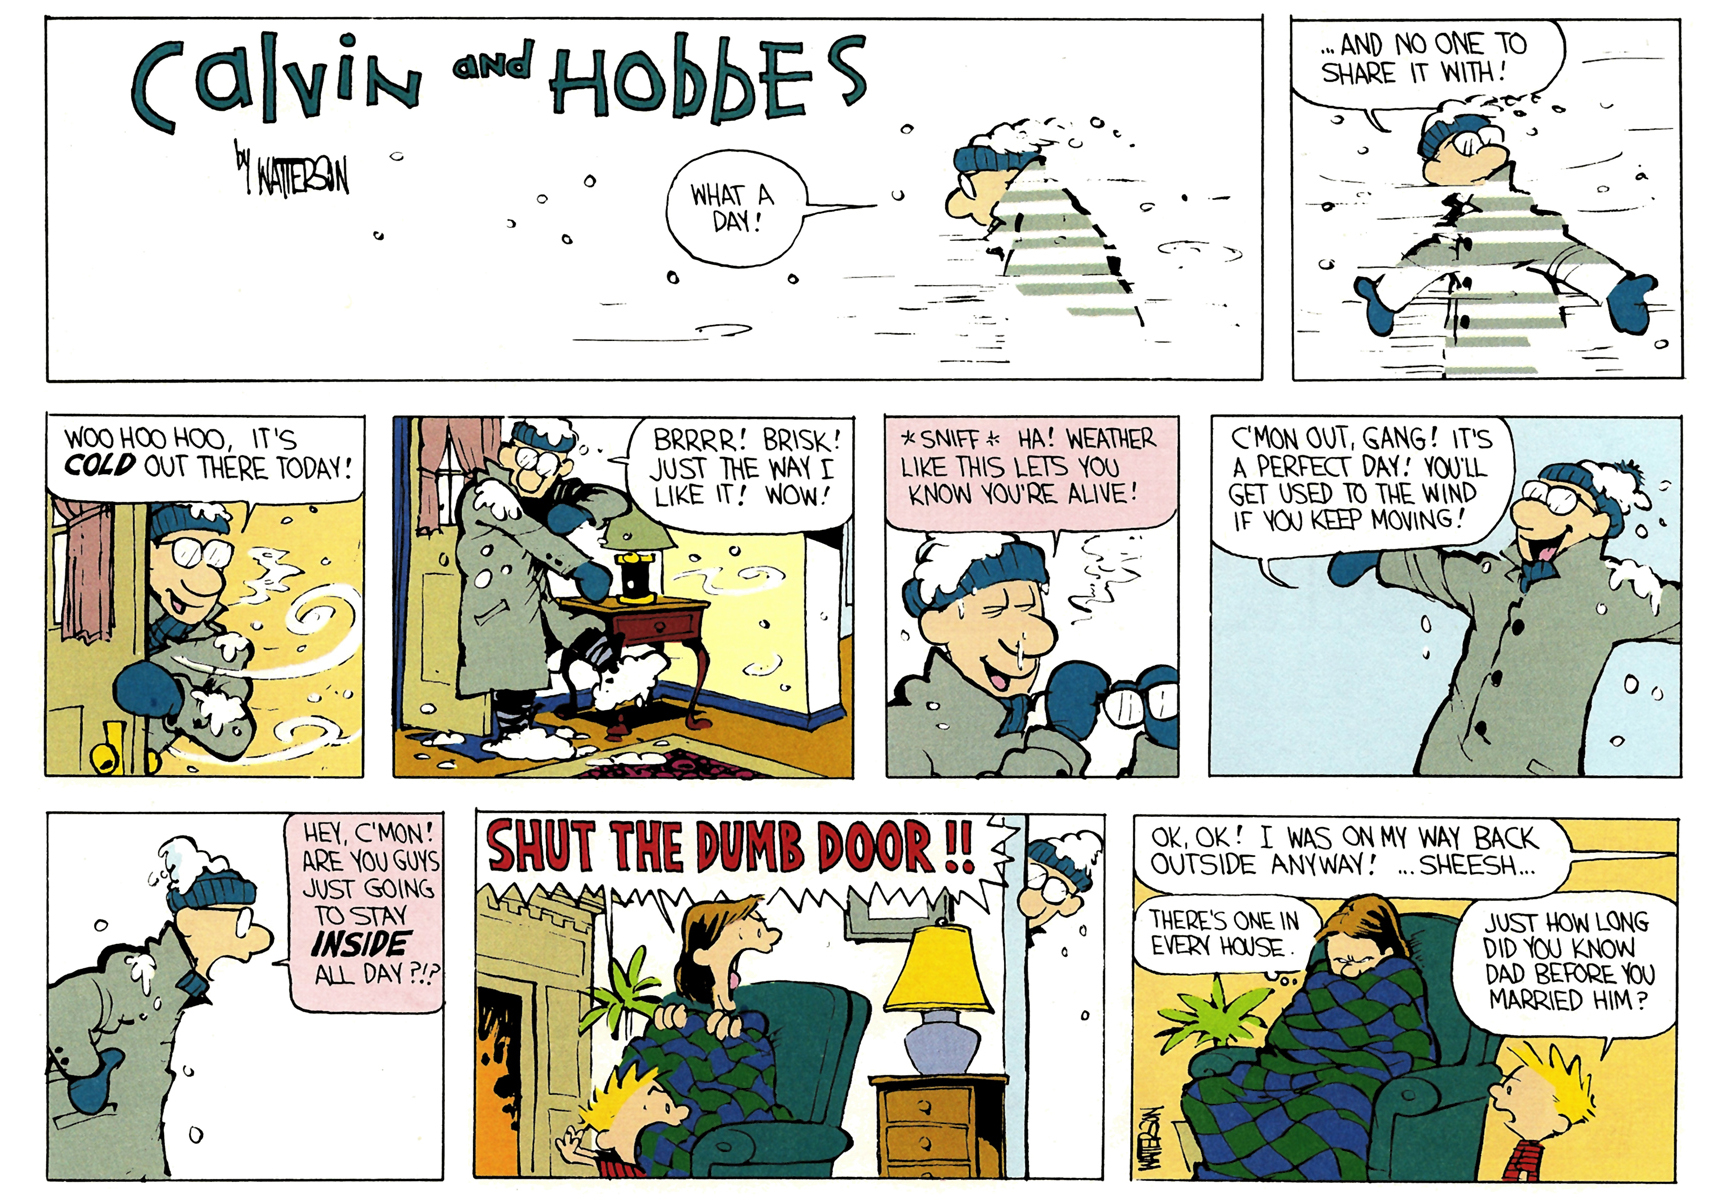 Calvin and HOBBES
by WATTERSON
WHAT A
DAY!
...AND NO ONE TO
SHARE IT WITH!
WOO HOO HOO, IT'S
COLD OUT THERE TODAY!
BRRRR! BRISK!
JUST THE WAY I
LIKE IT! WOW!
*SNIFF* HA! WEATHER
LIKE THIS LETS YOU
KNOW YOU'RE ALIVE!
C'MON OUT, GANG! IT'S
A PERFECT DAY! YOU'LL
GET USED TO THE WIND
IF YOU KEEP MOVING!
HEY, C'MON!
ARE YOU GUYS
JUST GOING
TO STAY
INSIDE
ALL DAY?!?
SHUT THE DUMB DOOR!!
OK, OK! I WAS ON MY WAY BACK
OUTSIDE ANYWAY! ...SHEESH...
THERE'S ONE IN
EVERY HOUSE.
JUST HOW LONG
DID YOU KNOW
DAD BEFORE YOU
MARRIED HIM?
WATTERSON